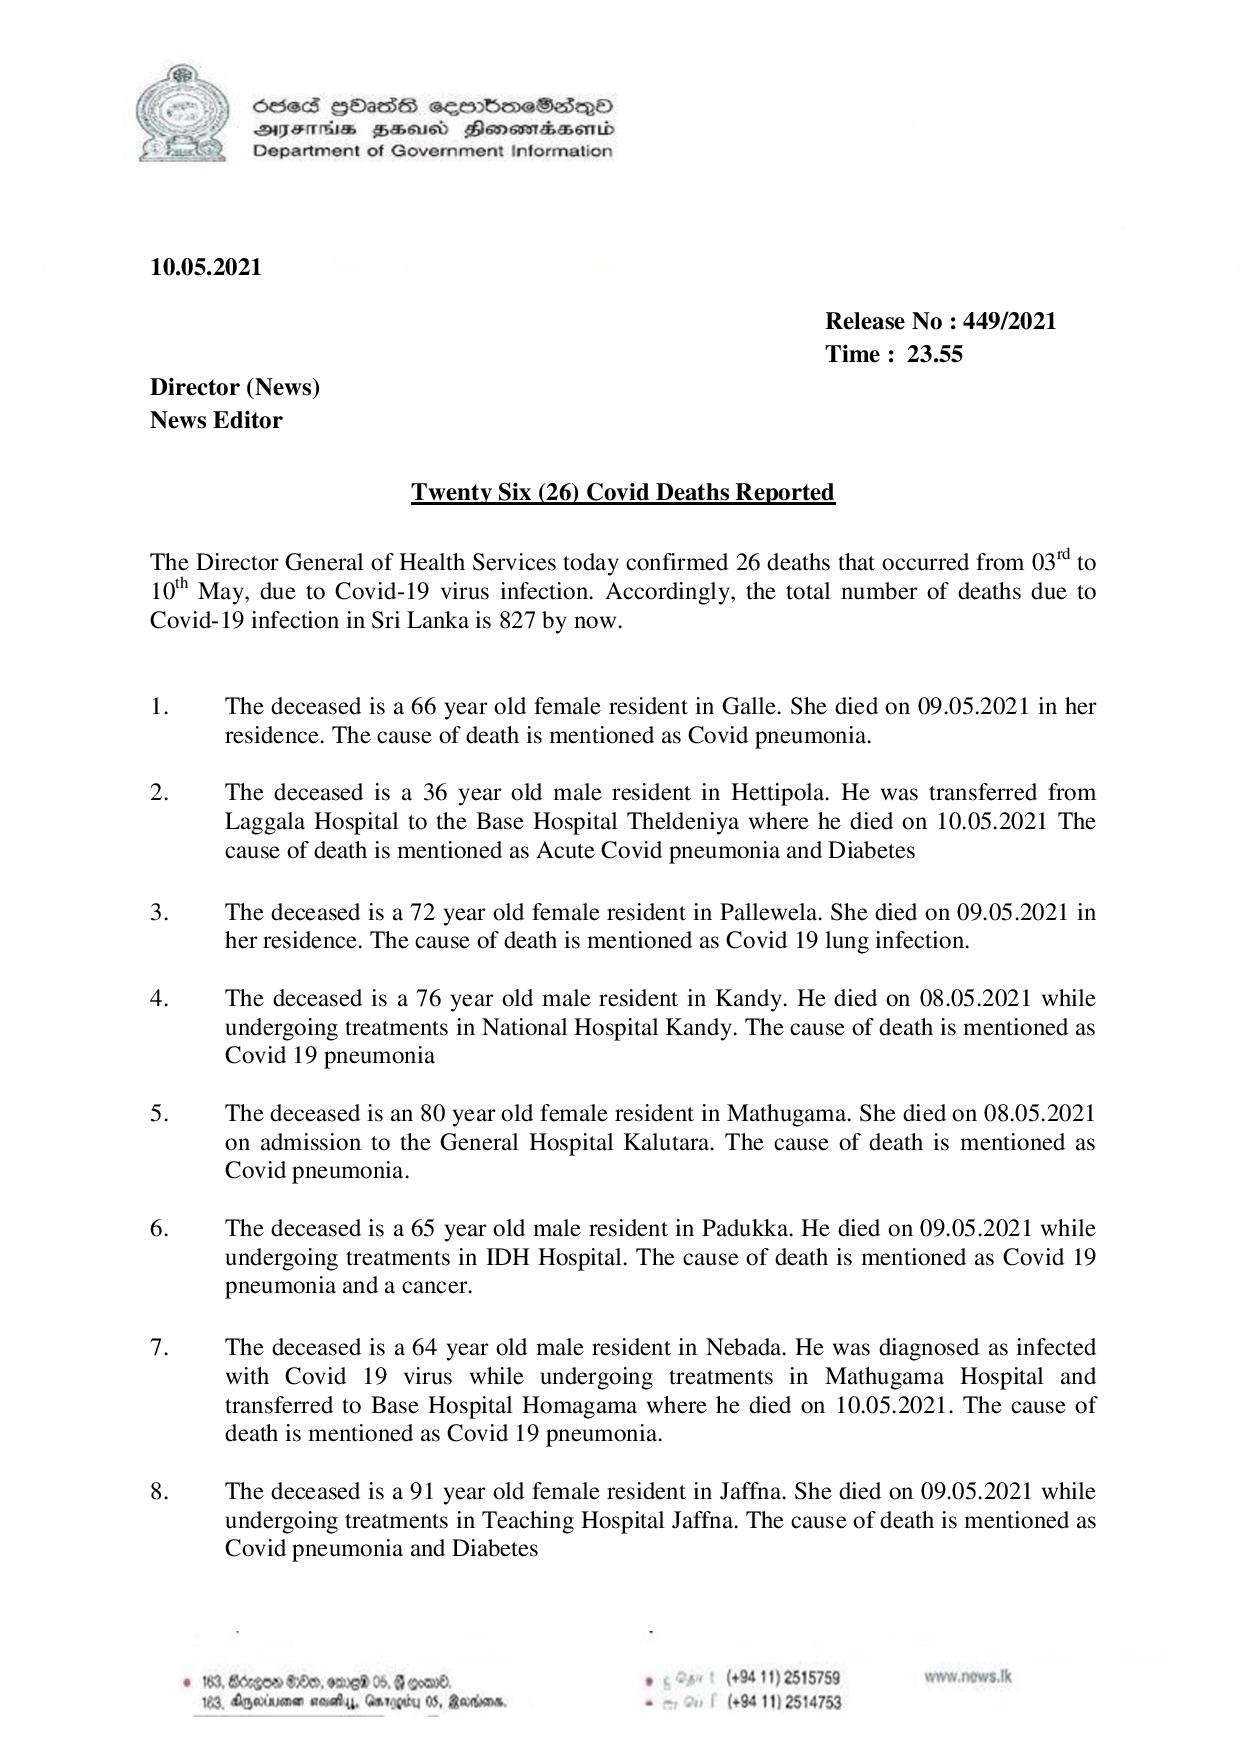 රජයේ ප්‍රවෘත්ති දෙපාර්තමේන්තුව
அரசாங்க தகவல் திணைக்களம்
Department of Government Information
10.05.2021
Release No : 449/2021
Time : 23.55
Director (News)
News Editor
Twenty Six (26) Covid Deaths Reported
The Director General of Health Services today confirmed 26 deaths that occurred from 03rd to
10th May, due to Covid-19 virus infection. Accordingly, the total number of deaths due to
Covid-19 infection in Sri Lanka is 827 by now.
1. The deceased is a 66 year old female resident in Galle. She died on 09.05.2021 in her
residence. The cause of death is mentioned as Covid pneumonia.
2. The deceased is a 36 year old male resident in Hettipola. He was transferred from
Laggala Hospital to the Base Hospital Theldeniya where he died on 10.05.2021 The
cause of death is mentioned as Acute Covid pneumonia and Diabetes
3. The deceased is a 72 year old female resident in Pallewela. She died on 09.05.2021 in
her residence. The cause of death is mentioned as Covid 19 lung infection.
4. The deceased is a 76 year old male resident in Kandy. He died on 08.05.2021 while
undergoing treatments in National Hospital Kandy. The cause of death is mentioned as
Covid 19 pneumonia
5. The deceased is an 80 year old female resident in Mathugama. She died on 08.05.2021
on admission to the General Hospital Kalutara. The cause of death is mentioned as
Covid pneumonia.
6. The deceased is a 65 year old male resident in Padukka. He died on 09.05.2021 while
undergoing treatments in IDH Hospital. The cause of death is mentioned as Covid 19
pneumonia and a cancer.
7. The deceased is a 64 year old male resident in Nebada. He was diagnosed as infected
with Covid 19 virus while undergoing treatments in Mathugama Hospital and
transferred to Base Hospital Homagama where he died on 10.05.2021. The cause of
death is mentioned as Covid 19 pneumonia.
8. The deceased is a 91 year old female resident in Jaffna. She died on 09.05.2021 while
undergoing treatments in Teaching Hospital Jaffna. The cause of death is mentioned as
Covid pneumonia and Diabetes
163, කිරුළපන මාවත, කොළඹ 05, ශ්‍රී ලංකාව.
163, கிருலப்பனை எவனியூ, கொழும்பு 05, இலங்கை.
(+94 11) 2515759
(+94 11) 2514753
www.news.lk